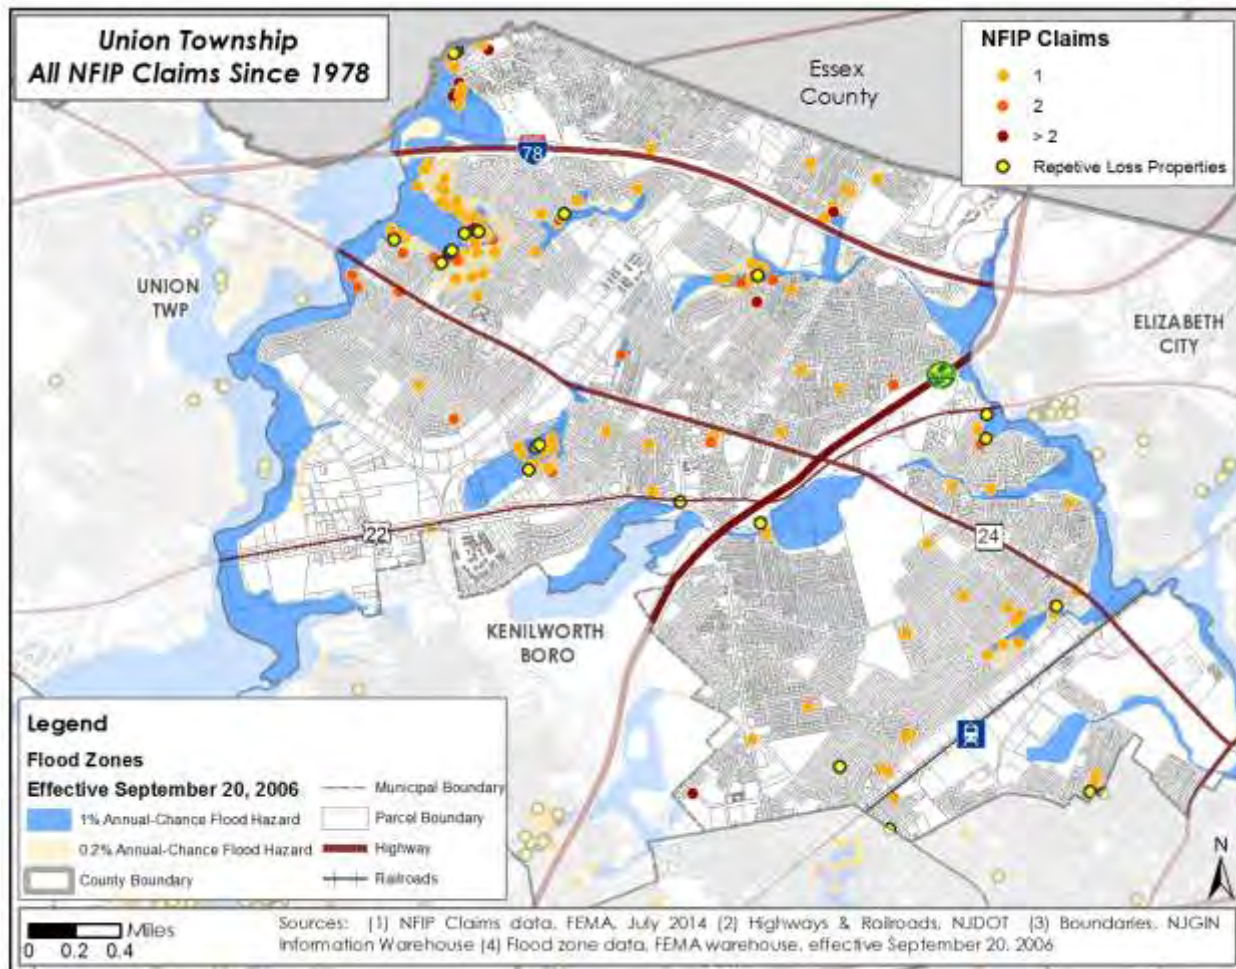 Union Township
All NFIP Claims Since 1978
NFIP Claims
1
2
> 2
Repetive Loss Properties
Essex
County
78
UNION
TWP
ELIZABETH
CITY
22
24
KENILWORTH
BORO
Legend
Flood Zones
Effective September 20, 2006
1% Annual-Chance Flood Hazard
0.2% Annual-Chance Flood Hazard
County Boundary
Municipal Boundary
Parcel Boundary
Highway
Railroads
N
Miles
0 0.2 0.4
Sources: (1) NFIP Claims data, FEMA, July 2014 (2) Highways & Railroads, NJDOT (3) Boundaries, NJGIN
Information Warehouse (4) Flood zone data, FEMA warehouse, effective September 20, 2006